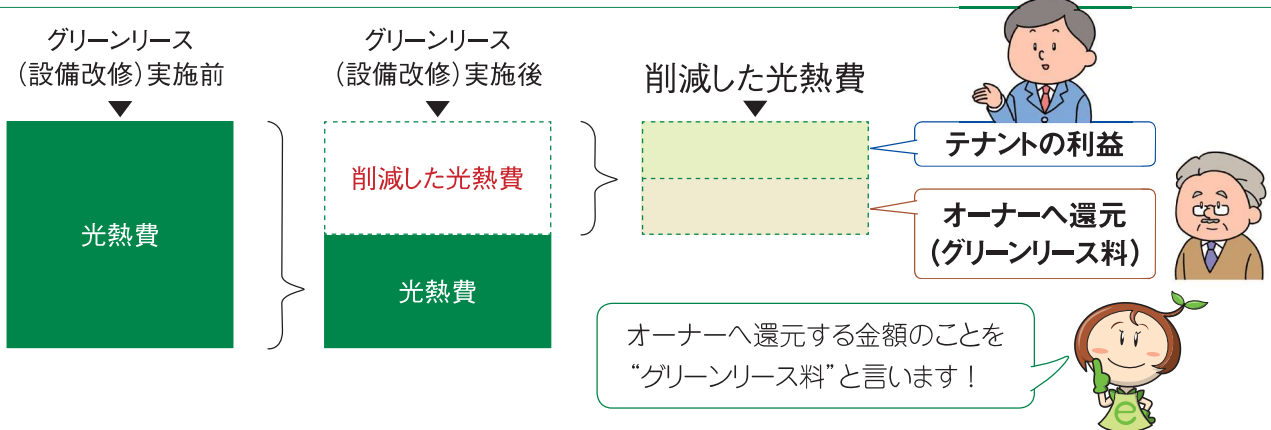 グリーンリース
(設備改修)実施前
グリーンリース
(設備改修)実施後
削減した光熱費
光熱費
削減した光熱費
光熱費
テナントの利益
オーナーへ還元
(グリーンリース料)
オーナーへ還元する金額のことを
“グリーンリース料”と言います!
e